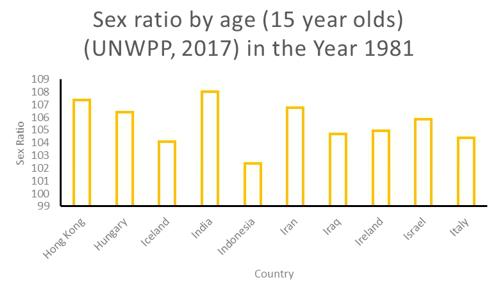 Sex ratio by age (15 year olds)
(UNWPP, 2017) in the Year 1981
109
108
107
106
105
104
103
102
101
100
99
Sex Ratio
Hong Kong
Hungary
Iceland
India
Indonesia
Iran
Iraq
Ireland
Israel
Italy
Country